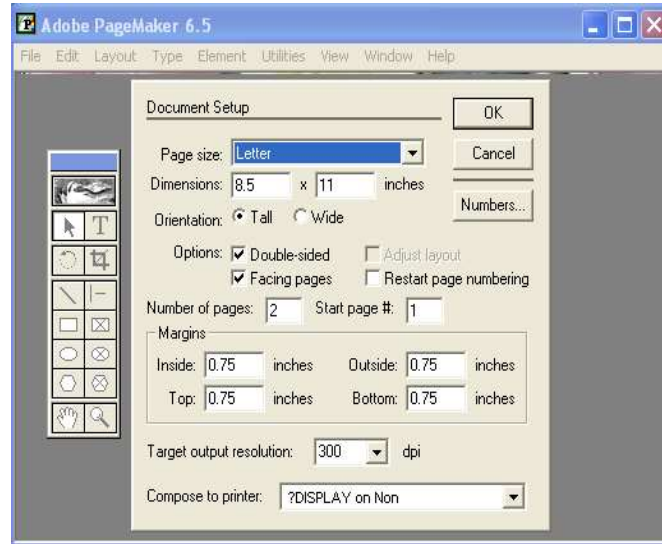 Adobe PageMaker 6.5
File Edit Layout Type Element Utilities View Window Help
Document Setup
OK
Page size: Letter
Cancel
Dimensions: 8.5 x 11 inches
Numbers...
Orientation: Tall Wide
Options: Double-sided Adjust layout
Facing pages Restart page numbering
Number of pages: 2 Start page #: 1
Margins
Inside: 0.75 inches Outside: 0.75 inches
Top: 0.75 inches Bottom: 0.75 inches
Target output resolution: 300 dpi
Compose to printer: ?DISPLAY on Non
T